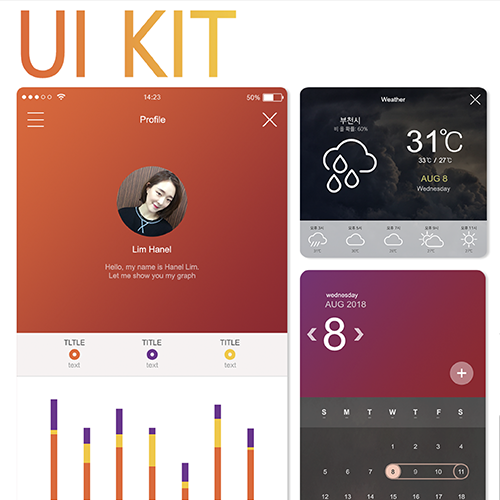 UI KIT
14:23
50%
Profile
Lim Hanel
Hello, my name is Hanel Lim.
Let me show you my graph
TLTLE
text
TITLE
text
TITLE
text
Weather
부천시
비 올 확률: 60%
31℃
33℃ / 27℃
AUG 8
Wednesday
wednesday
AUG 2018
8
S M T W T F S
1 2 3 4
5 6 7 8 9 10 11
12 13 14 15 16 17 18